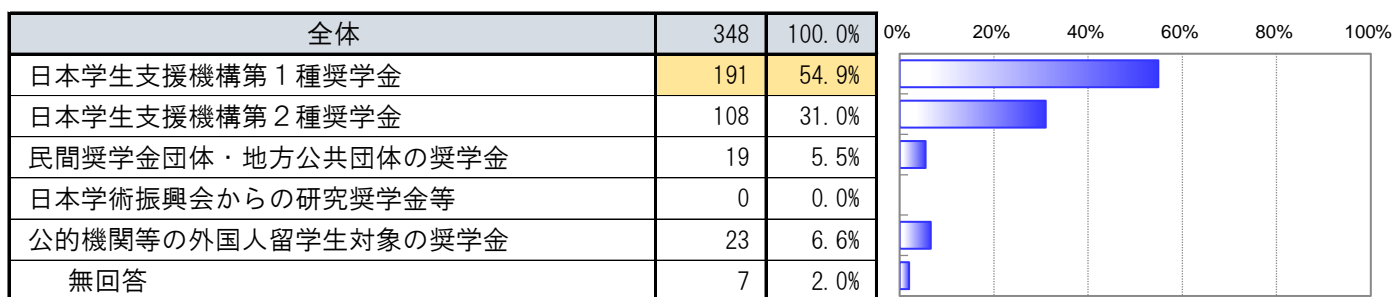 全体 348 100.0% 0% 20% 40% 60% 80% 100%
日本学生支援機構第１種奨学金 191 54.9%
日本学生支援機構第２種奨学金 108 31.0%
民間奨学金団体・地方公共団体の奨学金 19 5.5%
日本学術振興会からの研究奨学金等 0 0.0%
公的機関等の外国人留学生対象の奨学金 23 6.6%
無回答 7 2.0%